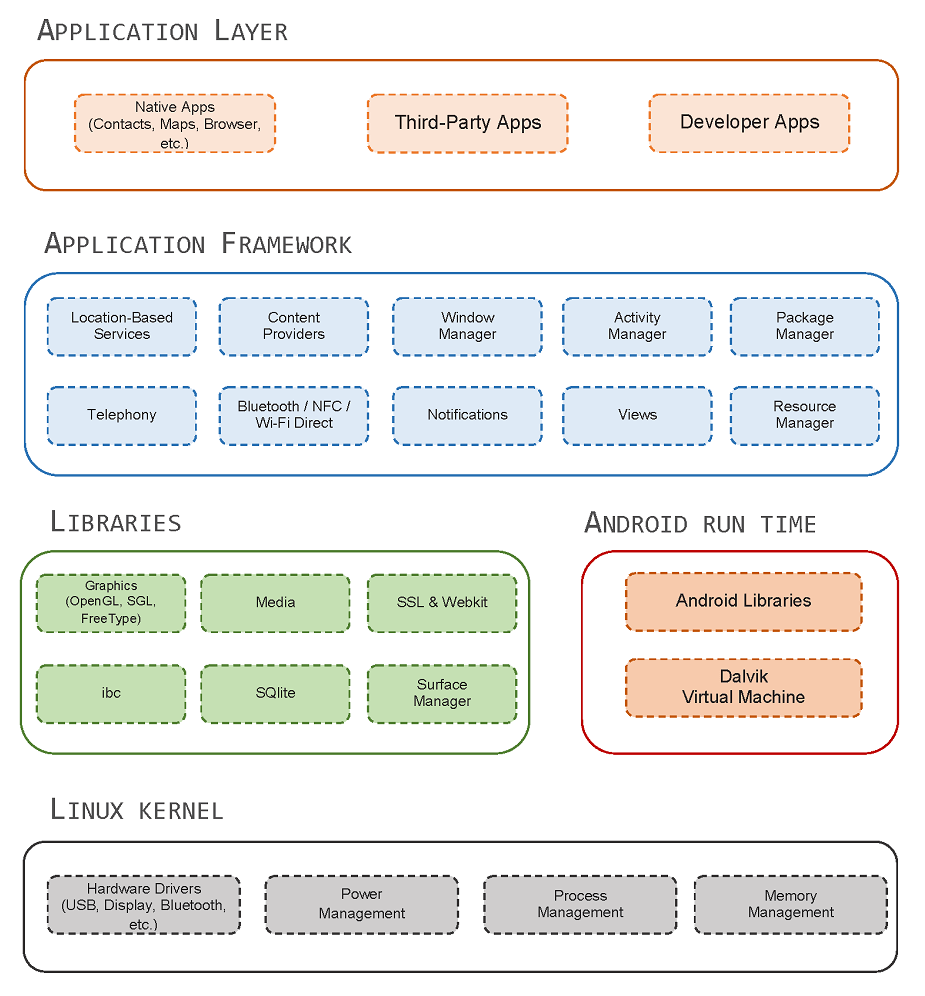 APPLICATION LAYER
Native Apps
(Contacts, Maps, Browser,
etc.)
Third-Party Apps
Developer Apps
APPLICATION FRAMEWORK
Location-Based
Services
Content
Providers
Window
Manager
Activity
Manager
Package
Manager
Telephony
Bluetooth / NFC /
Wi-Fi Direct
Notifications
Views
Resource
Manager
LIBRARIES
Graphics
(OpenGL, SGL,
FreeType)
Media
SSL & Webkit
ibc
SQlite
Surface
Manager
ANDROID RUN TIME
Android Libraries
Dalvik
Virtual Machine
LINUX KERNEL
Hardware Drivers
(USB, Display, Bluetooth,
etc.)
Power
Management
Process
Management
Memory
Management